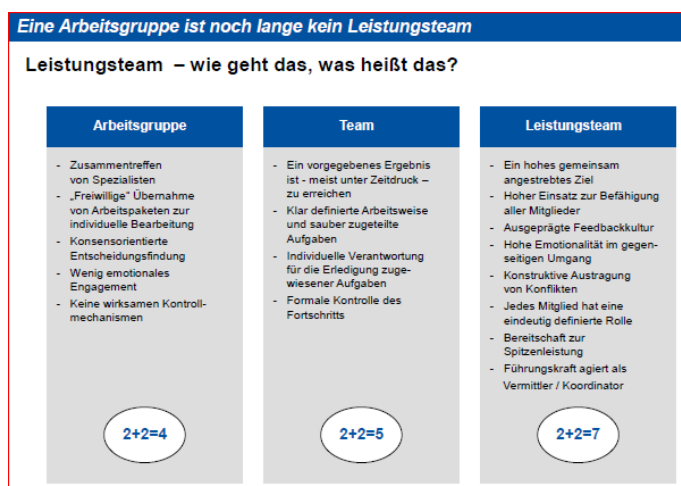 Eine Arbeitsgruppe ist noch lange kein Leistungsteam
Leistungsteam – wie geht das, was heißt das?
Arbeitsgruppe
- Zusammentreffen
von Spezialisten
- „Freiwillige" Übernahme
von Arbeitspaketen zur
individuelle Bearbeitung
- Konsensorientierte
Entscheidungsfindung
- Wenig emotionales
Engagement
- Keine wirksamen Kontroll-
mechanismen
2+2=4
Team
- Ein vorgegebenes Ergebnis
ist - meist unter Zeitdruck –
zu erreichen
- Klar definierte Arbeitsweise
und sauber zugeteilte
Aufgaben
- Individuelle Verantwortung
für die Erledigung zuge-
wiesener Aufgaben
- Formale Kontrolle des
Fortschritts
2+2=5
Leistungsteam
- Ein hohes gemeinsam
angestrebtes Ziel
- Hoher Einsatz zur Befähigung
aller Mitglieder
- Ausgeprägte Feedbackkultur
- Hohe Emotionalität im gegen-
seitigen Umgang
- Konstruktive Austragung
von Konflikten
- Jedes Mitglied hat eine
eindeutig definierte Rolle
- Bereitschaft zur
Spitzenleistung
- Führungskraft agiert als
Vermittler / Koordinator
2+2=7